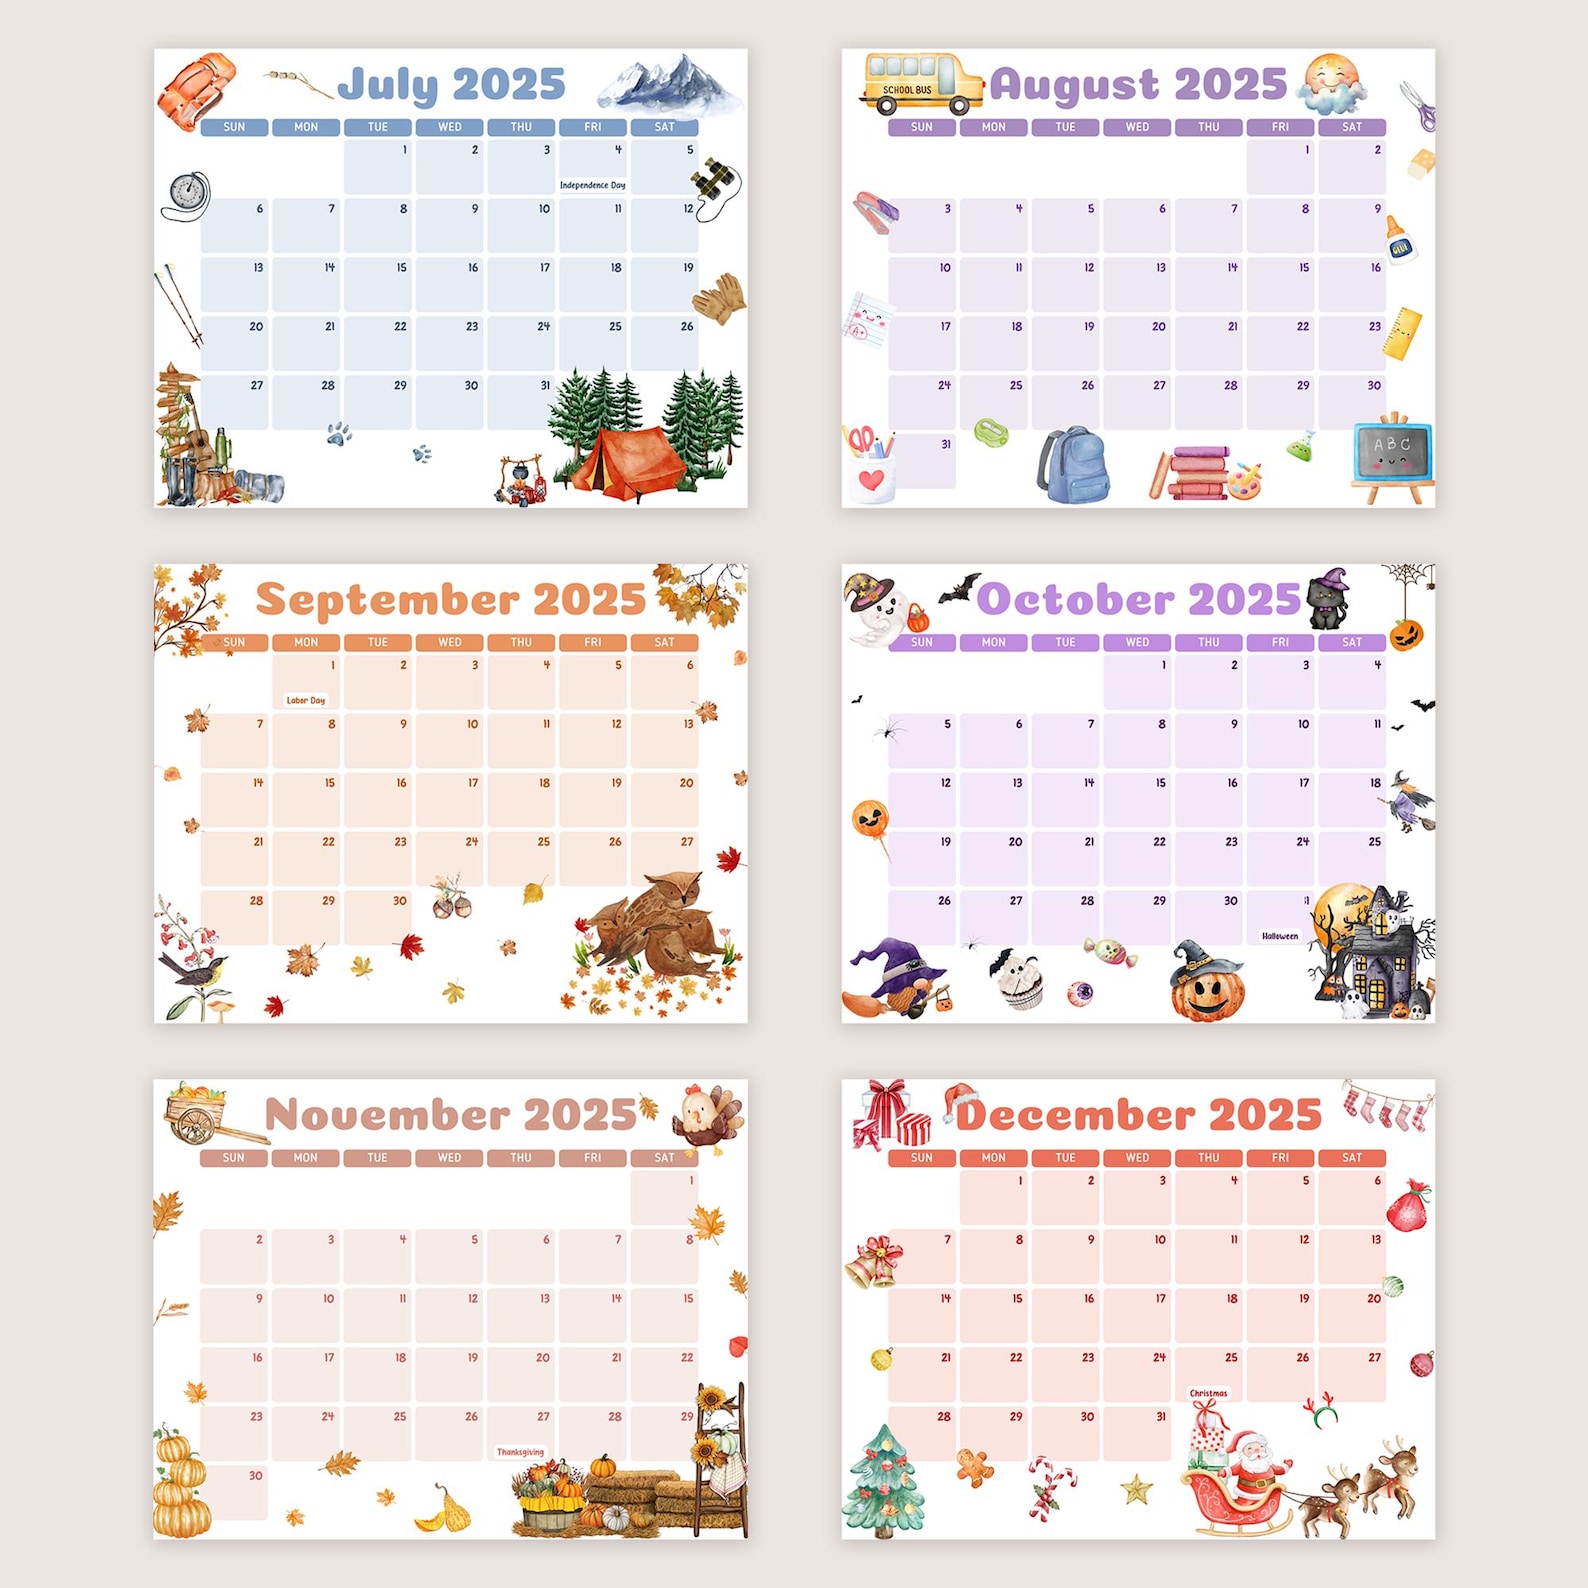 July 2025
SUN MON TUE WED THU FRI SAT
1 2 3 4 5
Independence Day
6 7 8 9 10 11 12
13 14 15 16 17 18 19
20 21 22 23 24 25 26
27 28 29 30 31
SCHOOL BUS
August 2025
SUN MON TUE WED THU FRI SAT
1 2
3 4 5 6 7 8 9
GLUE
10 11 12 13 14 15 16
A+
17 18 19 20 21 22 23
24 25 26 27 28 29 30
31
ABC
September 2025
SUN MON TUE WED THU FRI SAT
1 2 3 4 5 6
Labor Day
7 8 9 10 11 12 13
14 15 16 17 18 19 20
21 22 23 24 25 26 27
28 29 30
October 2025
SUN MON TUE WED THU FRI SAT
1 2 3 4
5 6 7 8 9 10 11
12 13 14 15 16 17 18
19 20 21 22 23 24 25
26 27 28 29 30 31
Halloween
November 2025
SUN MON TUE WED THU FRI SAT
1
2 3 4 5 6 7 8
9 10 11 12 13 14 15
16 17 18 19 20 21 22
23 24 25 26 27 28 29
Thanksgiving
30
December 2025
SUN MON TUE WED THU FRI SAT
1 2 3 4 5 6
7 8 9 10 11 12 13
14 15 16 17 18 19 20
21 22 23 24 25 26 27
Christmas
28 29 30 31